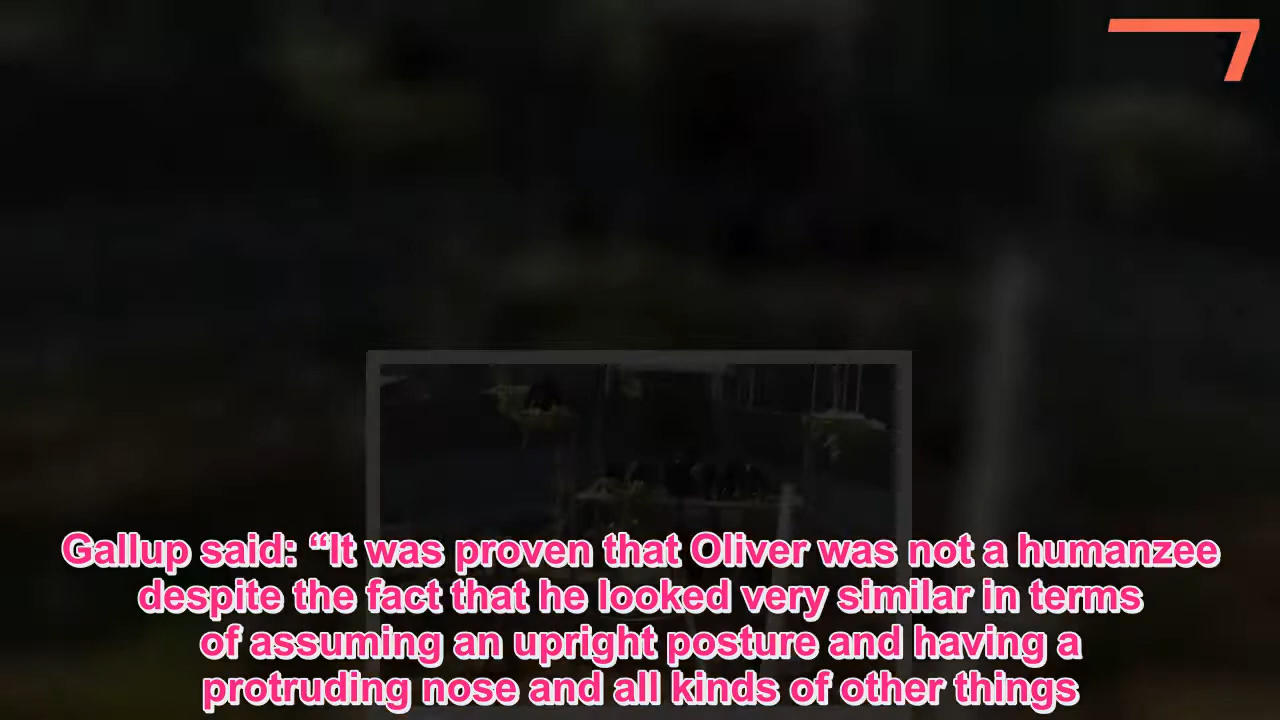 Gallup said: “It was proven that Oliver was not a humanzee
despite the fact that he looked very similar in terms
of assuming an upright posture and having a
protruding nose and all kinds of other things